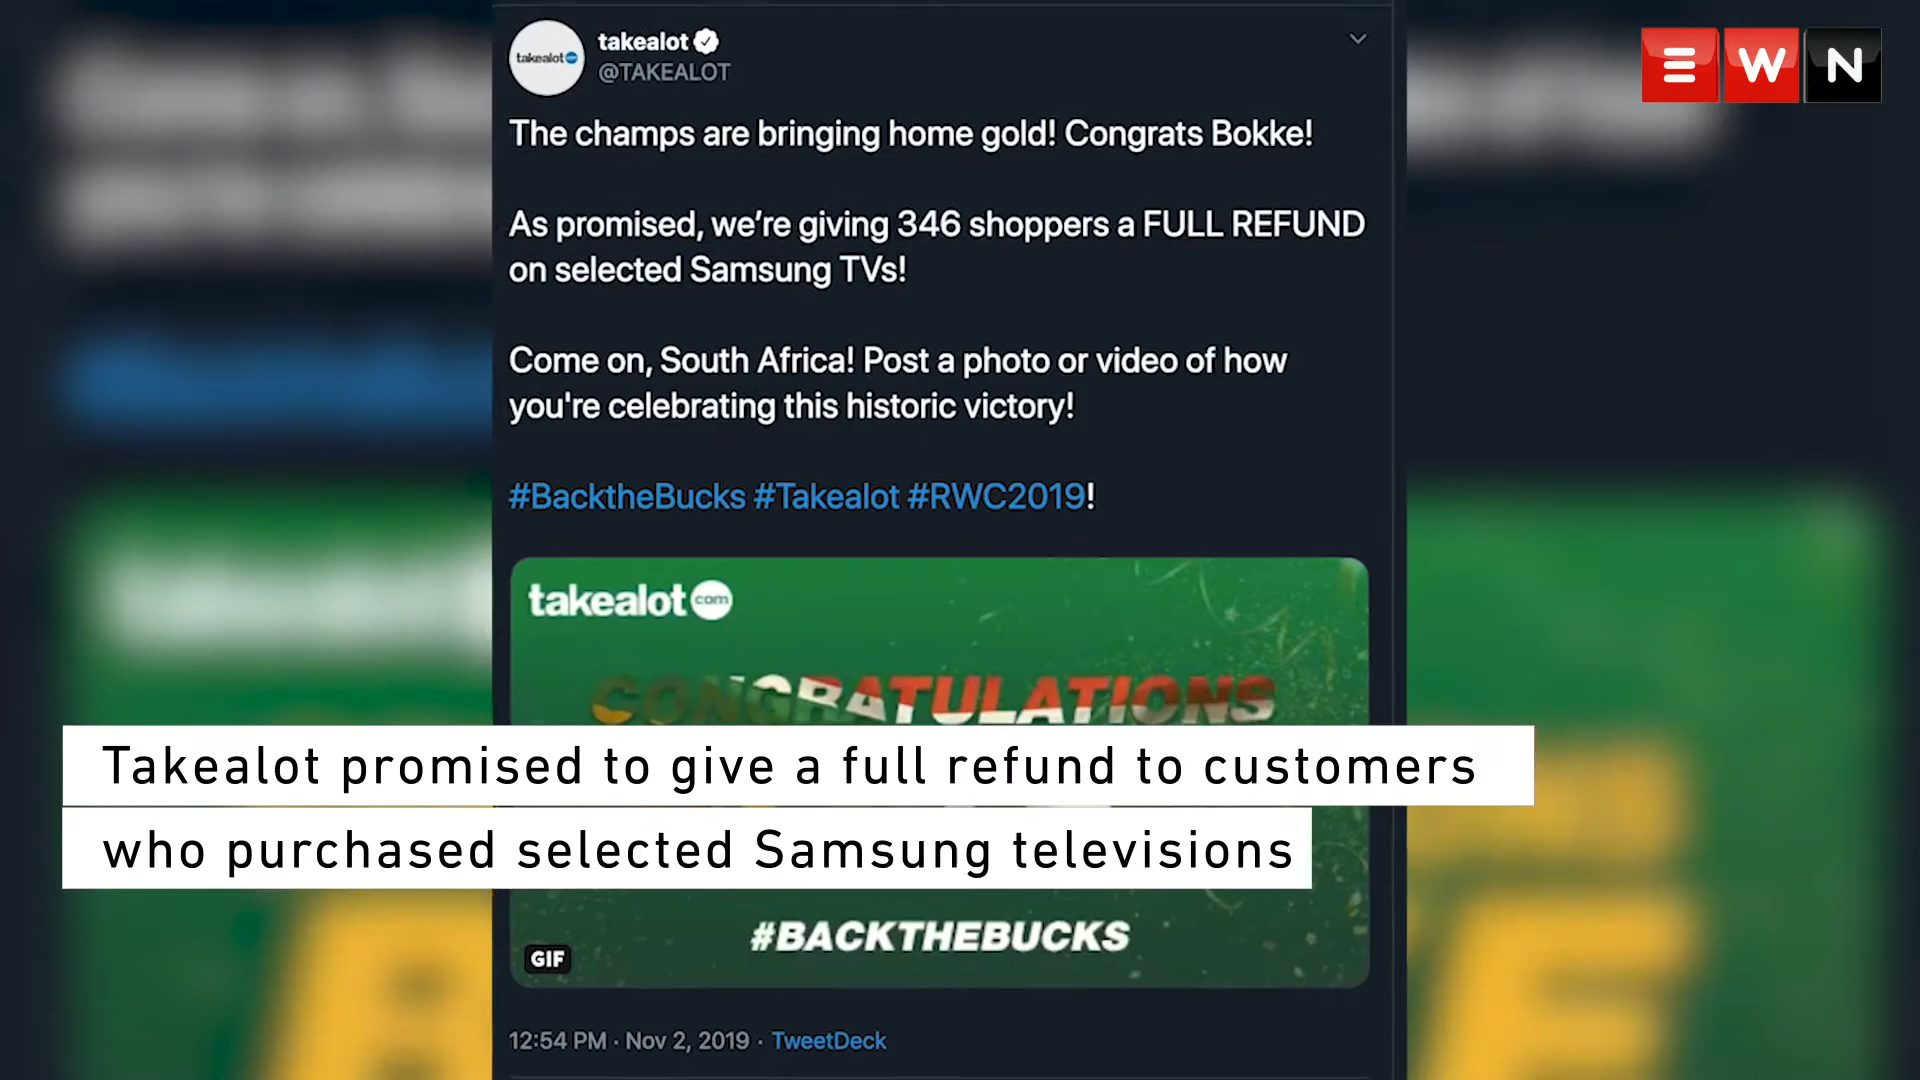 takealot
@TAKEALOT
EWN
takealot
The champs are bringing home gold! Congrats Bokke!
As promised, we’re giving 346 shoppers a FULL REFUND
on selected Samsung TVs!
Come on, South Africa! Post a photo or video of how
you're celebrating this historic victory!
#BacktheBucks #Takealot #RWC2019!
takealot com
CONGRATULATIONS
Takealot promised to give a full refund to customers
who purchased selected Samsung televisions
#BACKTHEBUCKS
GIF
12:54 PM · Nov 2, 2019 · TweetDeck